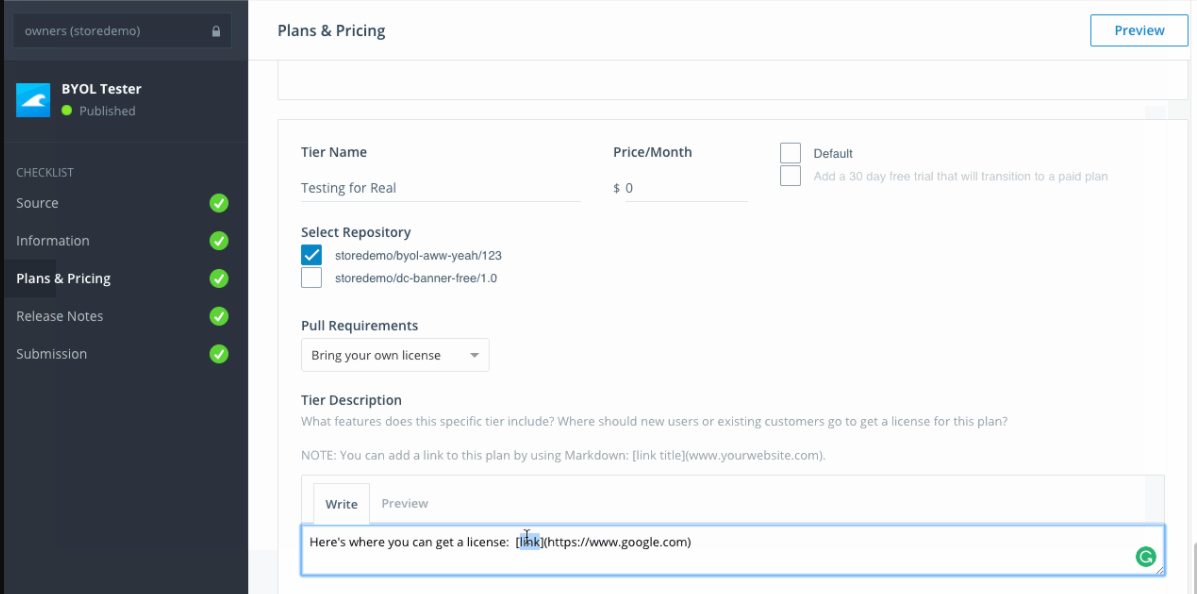 owners (storedemo)
Plans & Pricing
Preview
BYOL Tester
Published
CHECKLIST
Source
Information
Plans & Pricing
Release Notes
Submission
Tier Name
Price/Month
Default
Add a 30 day free trial that will transition to a paid plan
Testing for Real
$ 0
Select Repository
storedemo/byol-aww-yeah/123
storedemo/dc-banner-free/1.0
Pull Requirements
Bring your own license
Tier Description
What features does this specific tier include? Where should new users or existing customers go to get a license for this plan?
NOTE: You can add a link to this plan by using Markdown: [link title](www.yourwebsite.com).
Write
Preview
Here's where you can get a license:  [link](https://www.google.com)